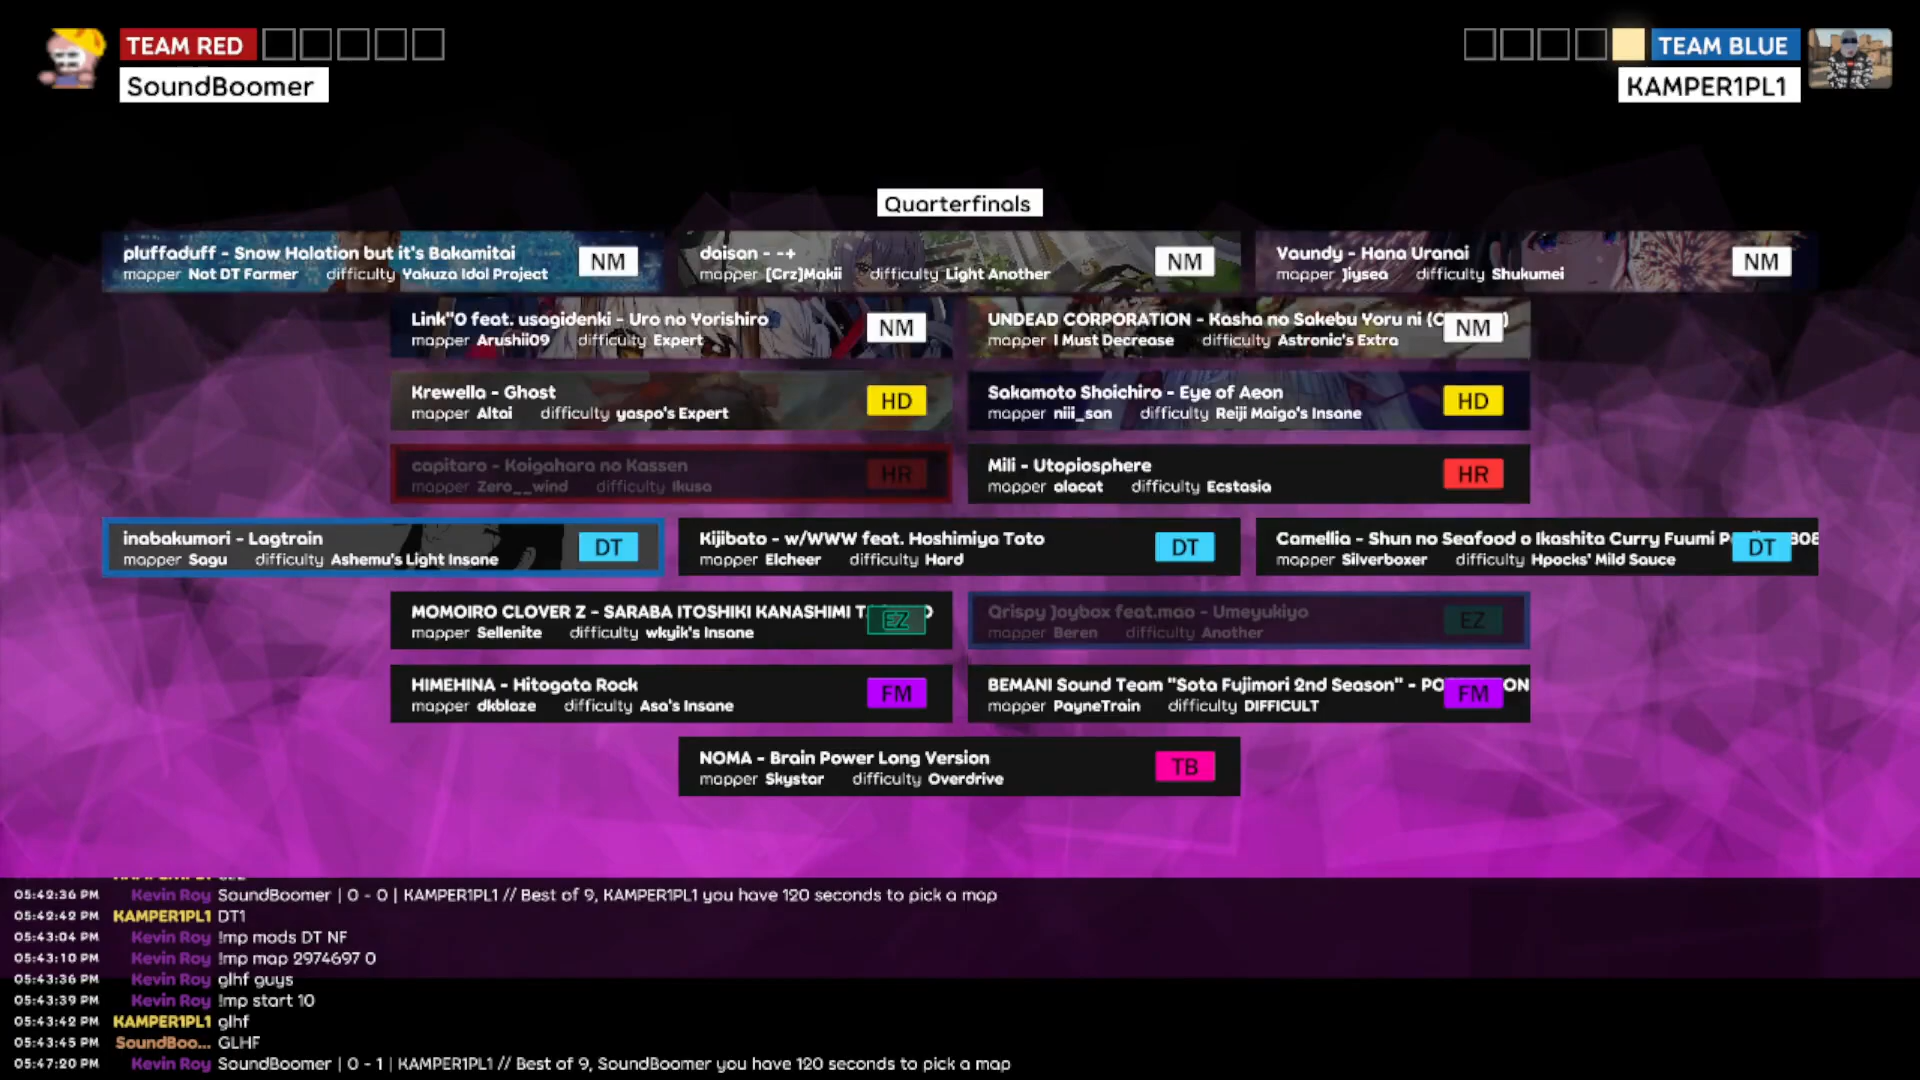 TEAM RED
SoundBoomer
TEAM BLUE
KAMPER1PL1
Quarterfinals
pluffaduff - Snow Halation but it's Bakamitai
mapper Not DT Farmer difficulty Yakuza Idol Project
NM
daisan - -+
mapper [Crz]Makii difficulty Light Another
NM
Vaundy - Hana Uranai
mapper Jiysea difficulty Shukumei
NM
Link"O feat. usagidenki - Uro no Yorishiro
mapper Arushii09 difficulty Expert
NM
UNDEAD CORPORATION - Kasha no Sakebu Yoru ni
mapper I Must Decrease difficulty Astronic's Extra
NM
Krewella - Ghost
mapper Altai difficulty yaspo's Expert
HD
Sakamoto Shoichiro - Eye of Aeon
mapper niii_san difficulty Reiji Maigo's Insane
HD
capitaro - Koigahara no Kassen
mapper Zero__wind difficulty Ikusa
HR
Mili - Utopiosphere
mapper alacat difficulty Ecstasia
HR
inabakumori - Lagtrain
mapper Sagu difficulty Ashemu's Light Insane
DT
Kijibato - w/WWW feat. Hoshimiya Toto
mapper Elcheer difficulty Hard
DT
Camellia - Shun no Seafood o Ikashita Curry Fuumi
mapper Silverboxer difficulty Hpocks' Mild Sauce
DT
MOMOIRO CLOVER Z - SARABA ITOSHIKI KANASHIMI
mapper Sellenite difficulty wkyik's Insane
EZ
Qrispy Joybox feat.mao - Umeyukiyo
mapper Beren difficulty Another
EZ
HIMEHINA - Hitogata Rock
mapper dkblaze difficulty Asa's Insane
FM
BEMANI Sound Team "Sota Fujimori 2nd Season" -
mapper PayneTrain difficulty DIFFICULT
FM
NOMA - Brain Power Long Version
mapper Skystar difficulty Overdrive
TB
05:42:36 PM Kevin Roy SoundBoomer | 0 - 0 | KAMPER1PL1 // Best of 9, KAMPER1PL1 you have 120 seconds to pick a map
05:42:42 PM KAMPER1PL1 DT1
05:43:04 PM Kevin Roy !mp mods DT NF
05:43:10 PM Kevin Roy !mp map 2974697 0
05:43:36 PM Kevin Roy glhf guys
05:43:39 PM Kevin Roy !mp start 10
05:43:42 PM KAMPER1PL1 glhf
05:43:45 PM SoundBoo... GLHF
05:47:20 PM Kevin Roy SoundBoomer | 0 - 1 | KAMPER1PL1 // Best of 9, SoundBoomer you have 120 seconds to pick a map